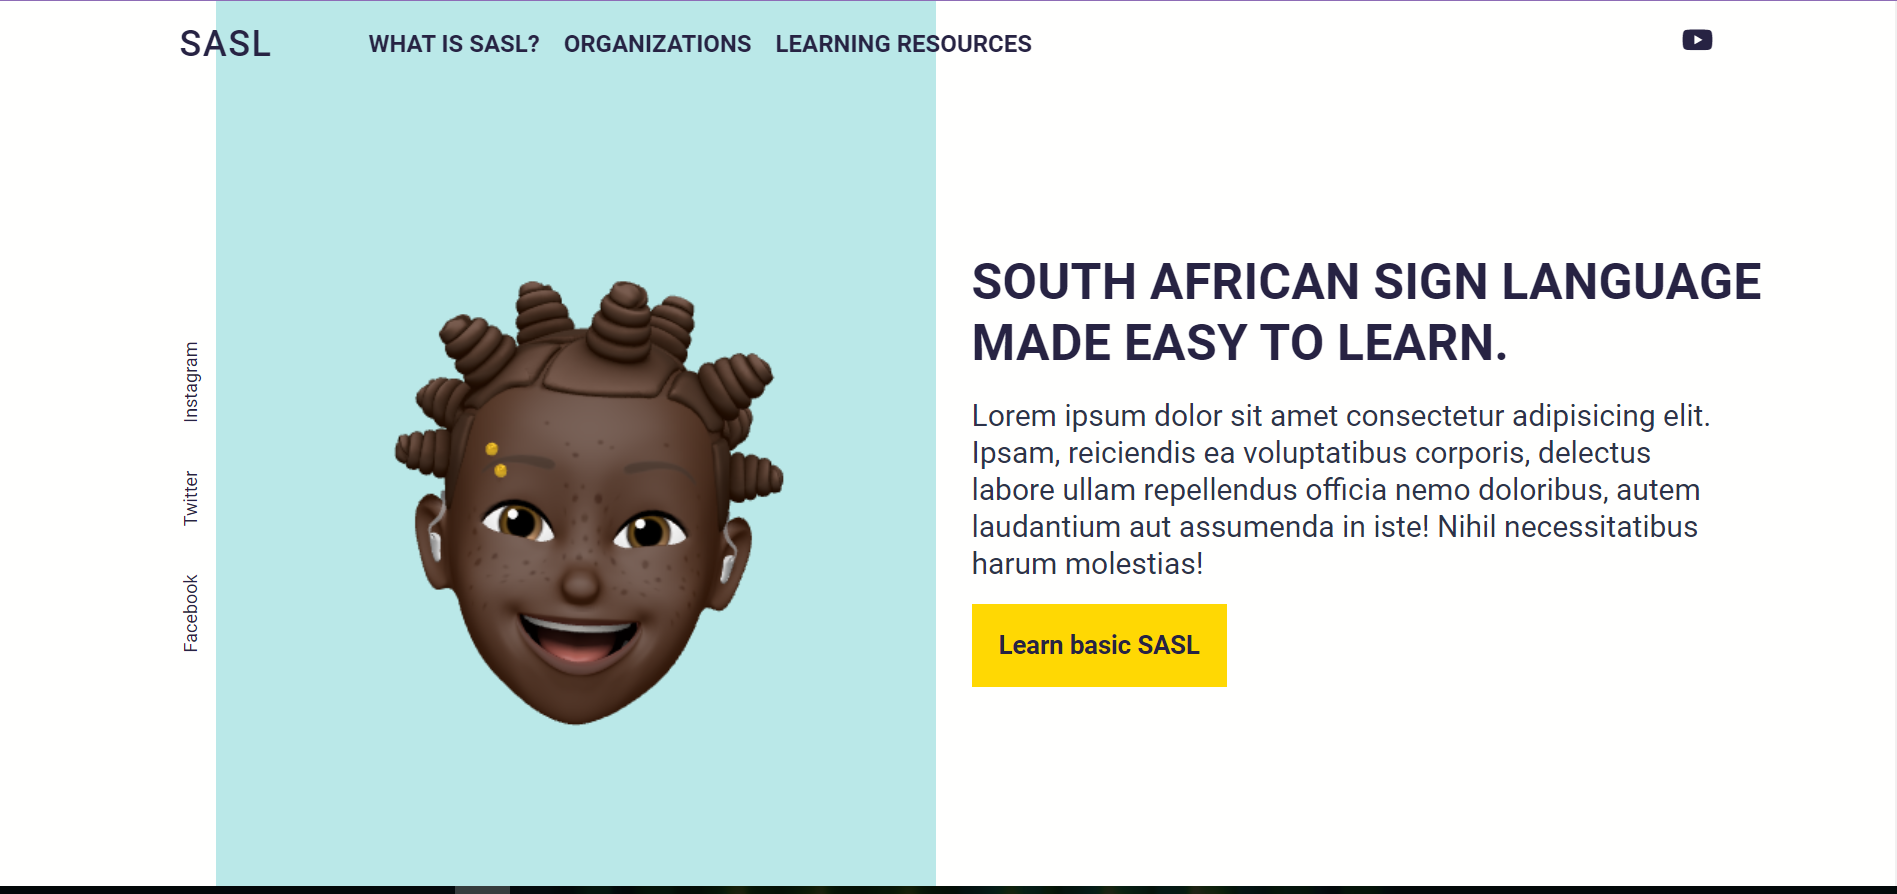 SASL
WHAT IS SASL? ORGANIZATIONS LEARNING RESOURCES
Instagram
Twitter
Facebook
SOUTH AFRICAN SIGN LANGUAGE
MADE EASY TO LEARN.
Lorem ipsum dolor sit amet consectetur adipisicing elit.
Ipsam, reiciendis ea voluptatibus corporis, delectus
labore ullam repellendus officia nemo doloribus, autem
laudantium aut assumenda in iste! Nihil necessitatibus
harum molestias!
Learn basic SASL